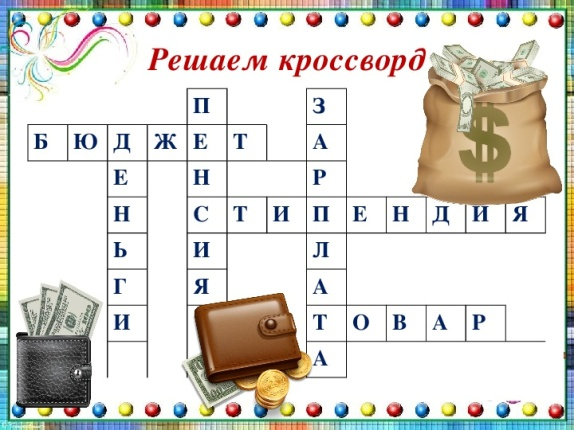 Решаем кроссворд
П З
Б Ю Д Ж Е Т А
Е Н Р
Н С Т И П Е Н Д И Я
Ь И Л
Г Я А
И Т О В А Р
А
$